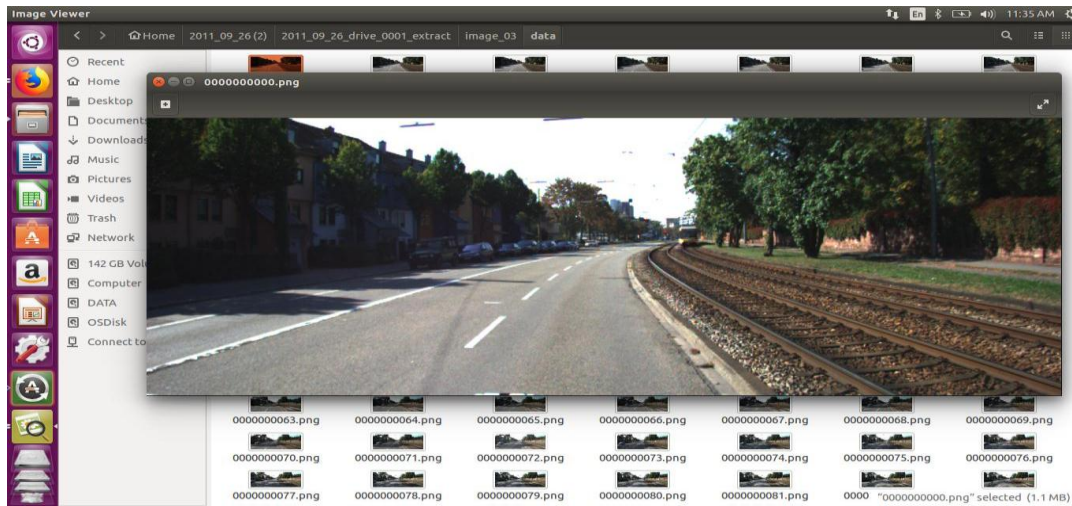 Image Viewer
En
11:35 AM
Home 2011_09_26 (2) 2011_09_26_drive_0001_extract image_03 data
Recent
Home
Desktop
Documents
Downloads
Music
Pictures
Videos
Trash
Network
142 GB Vol
Computer
DATA
OSDisk
Connect to
0000000000.png
0000000063.png 0000000064.png 0000000065.png 0000000066.png 0000000067.png 0000000068.png 0000000069.png
0000000070.png 0000000071.png 0000000072.png 0000000073.png 0000000074.png 0000000075.png 0000000076.png
0000000077.png 0000000078.png 0000000079.png 0000000080.png 0000000081.png 0000
"0000000000.png" selected (1.1 MB)
a
A